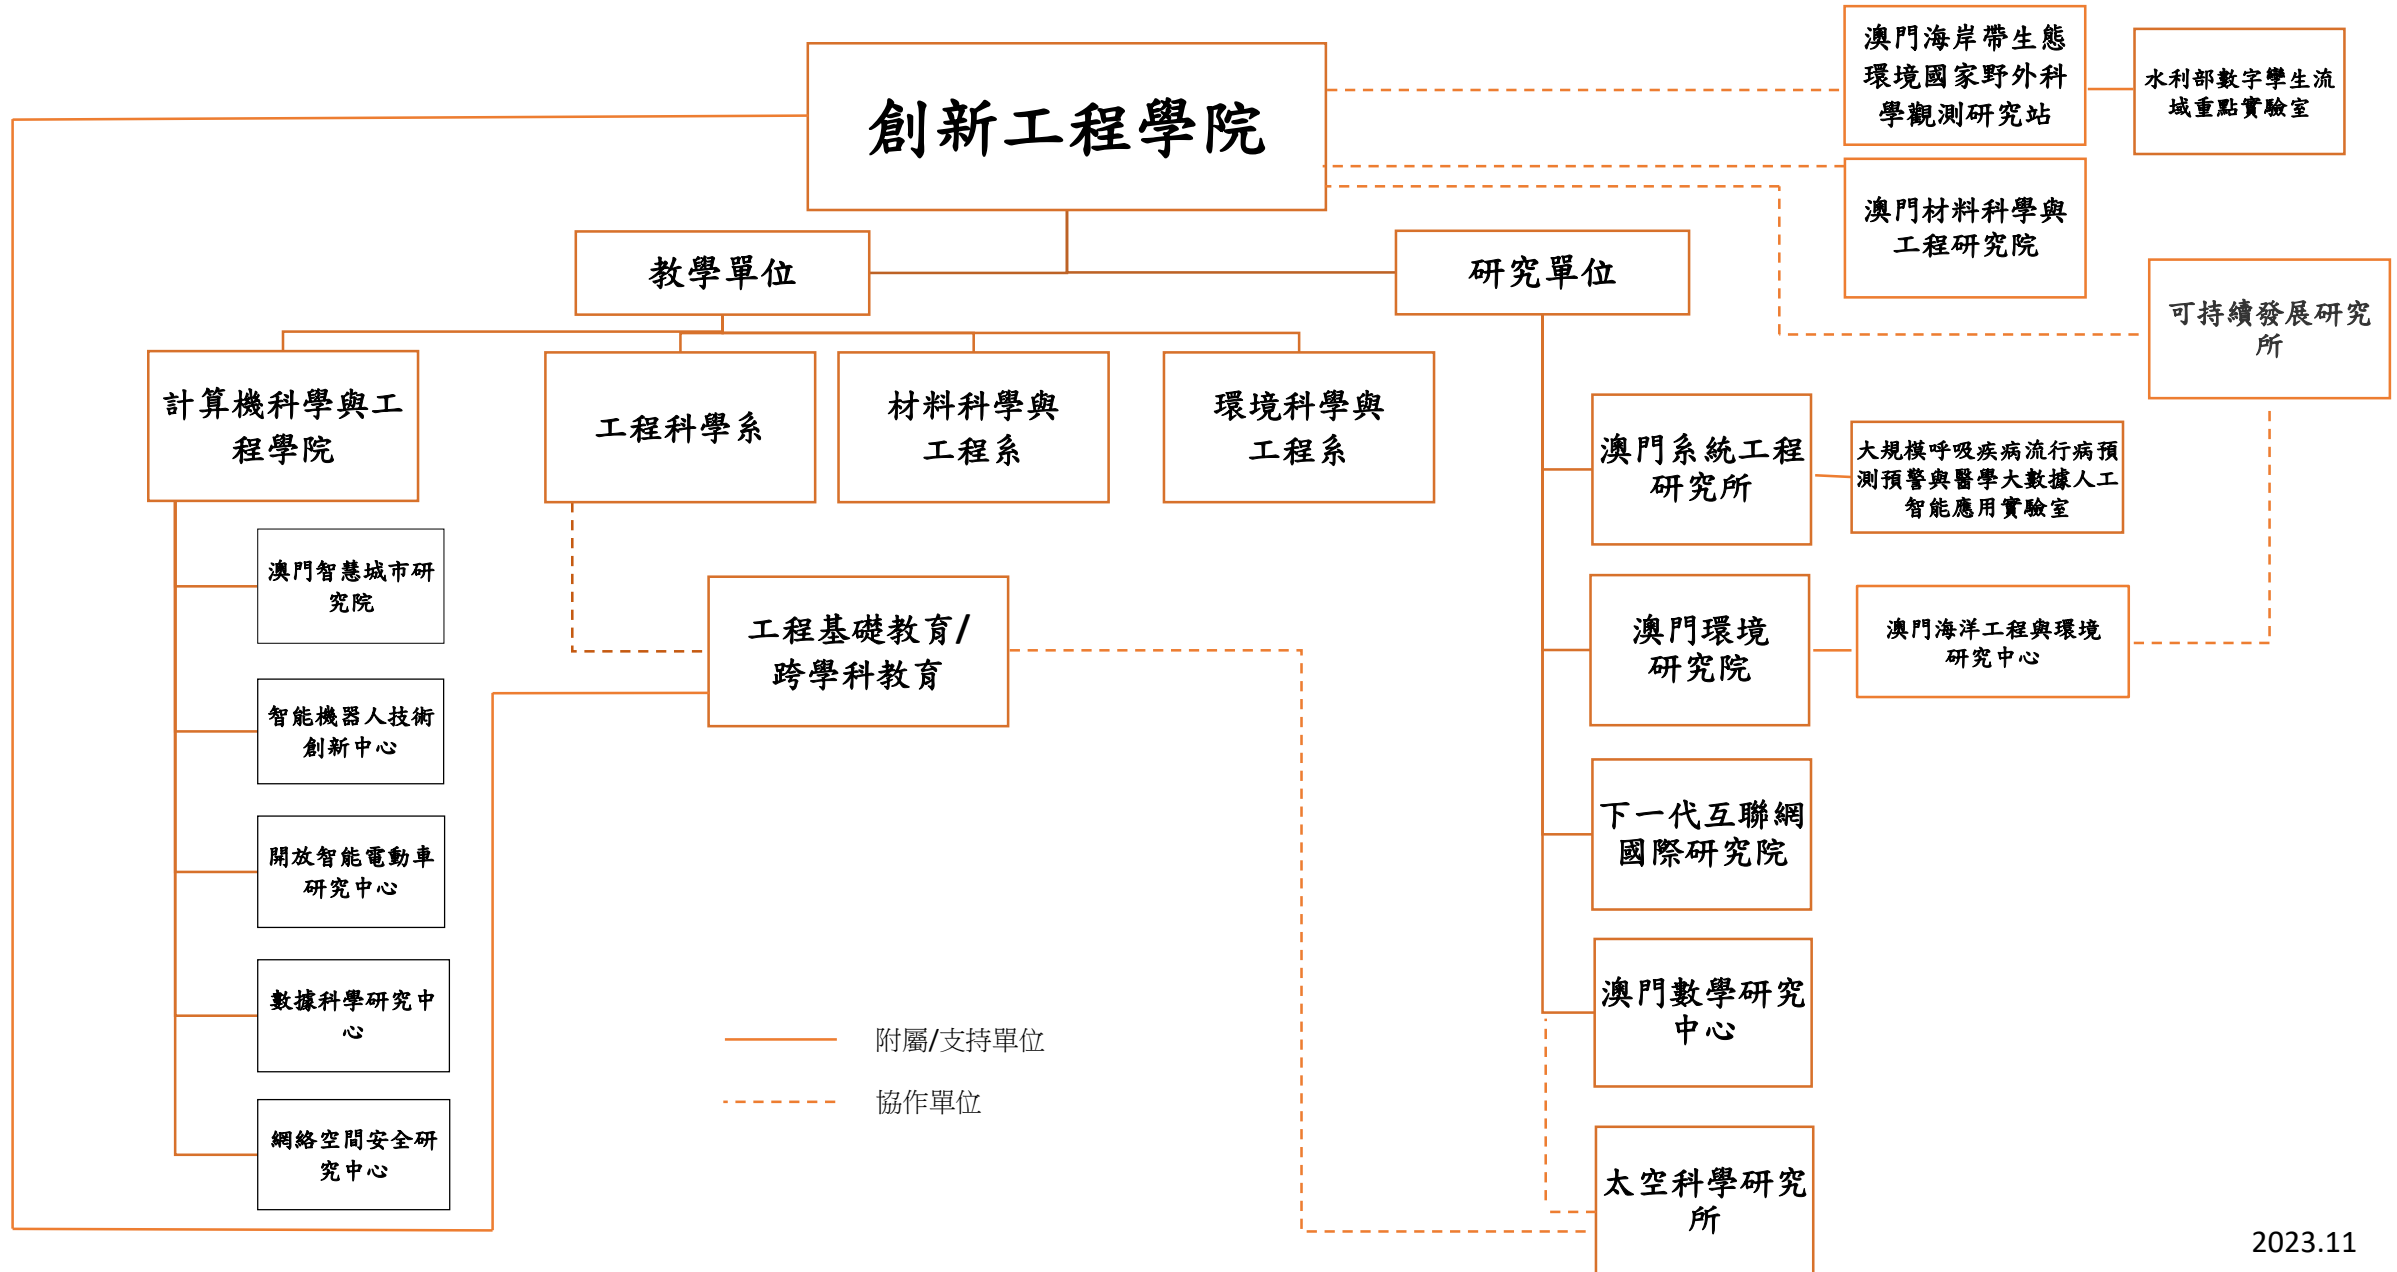 創新工程學院
澳門海岸帶生態
環境國家野外科
學觀測研究站
水利部數字孿生流
域重點實驗室
澳門材料科學與
工程研究院
教學單位
研究單位
可持續發展研究
所
計算機科學與工
程學院
工程科學系
材料科學與
工程系
環境科學與
工程系
澳門系統工程
研究所
大規模呼吸疾病流行病預
測預警與醫學大數據人工
智能應用實驗室
澳門智慧城市研
究院
工程基礎教育/
跨學科教育
澳門環境
研究院
澳門海洋工程與環境
研究中心
智能機器人技術
創新中心
下一代互聯網
國際研究院
開放智能電動車
研究中心
數據科學研究中
心
澳門數學研究
中心
附屬/支持單位
協作單位
網絡空間安全研
究中心
太空科學研究
所
2023.11